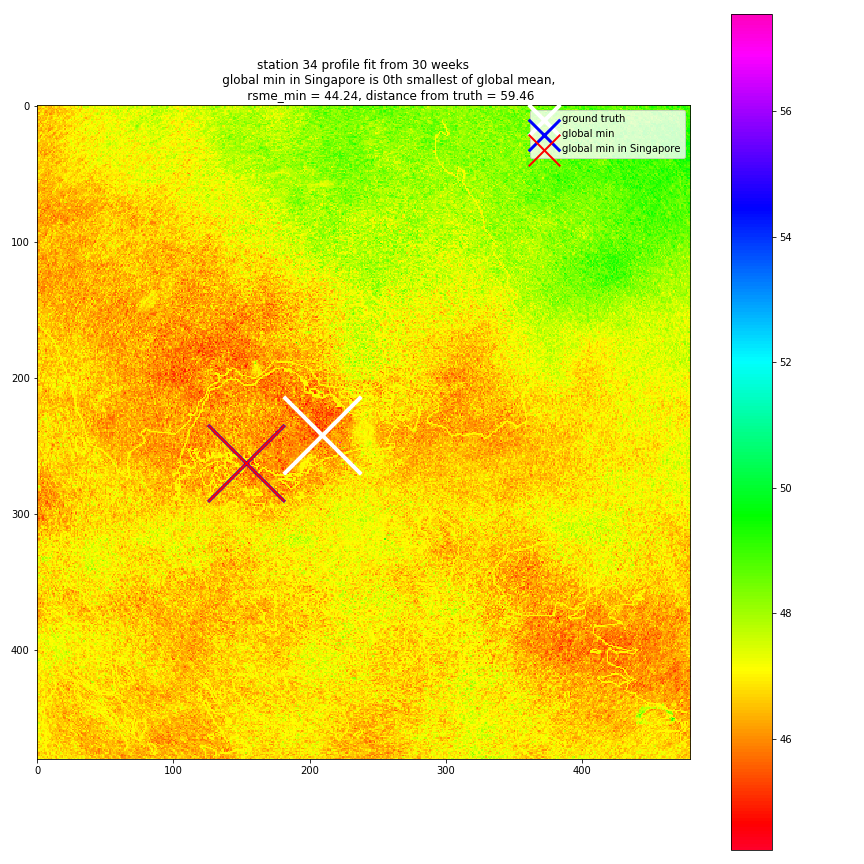 station 34 profile fit from 30 weeks
global min in Singapore is 0th smallest of global mean,
rsme_min = 44.24, distance from truth = 59.46
ground truth
global min
global min in Singapore
0
100
200
300
400
0 100 200 300 400
56
54
52
50
48
46